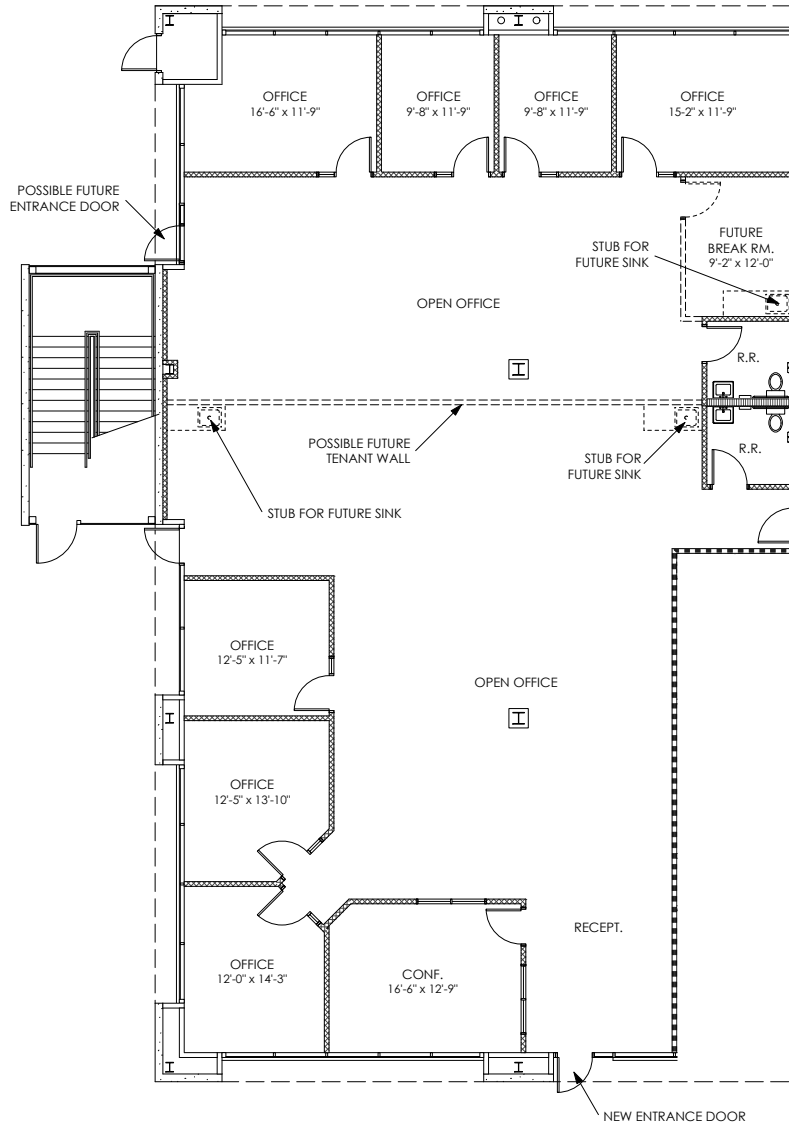 OFFICE
16'-6" x 11'-9"
OFFICE
9'-8" x 11'-9"
OFFICE
9'-8" x 11'-9"
OFFICE
15-2" x 11'-9"
POSSIBLE FUTURE
ENTRANCE DOOR
STUB FOR
FUTURE SINK
FUTURE
BREAK RM.
9'-2" x 12'-0"
OPEN OFFICE
R.R.
POSSIBLE FUTURE
TENANT WALL
STUB FOR
FUTURE SINK
R.R.
STUB FOR FUTURE SINK
OFFICE
12'-5" x 11'-7"
OPEN OFFICE
OFFICE
12'-5" x 13'-10"
RECEPT.
OFFICE
12'-0" x 14'-3"
CONF.
16'-6" x 12'-9"
NEW ENTRANCE DOOR